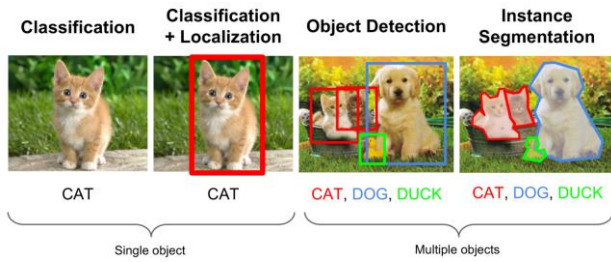 Classification
Classification
+ Localization
Object Detection
Instance
Segmentation
CAT
CAT
CAT, DOG, DUCK
CAT, DOG, DUCK
Single object
Multiple objects